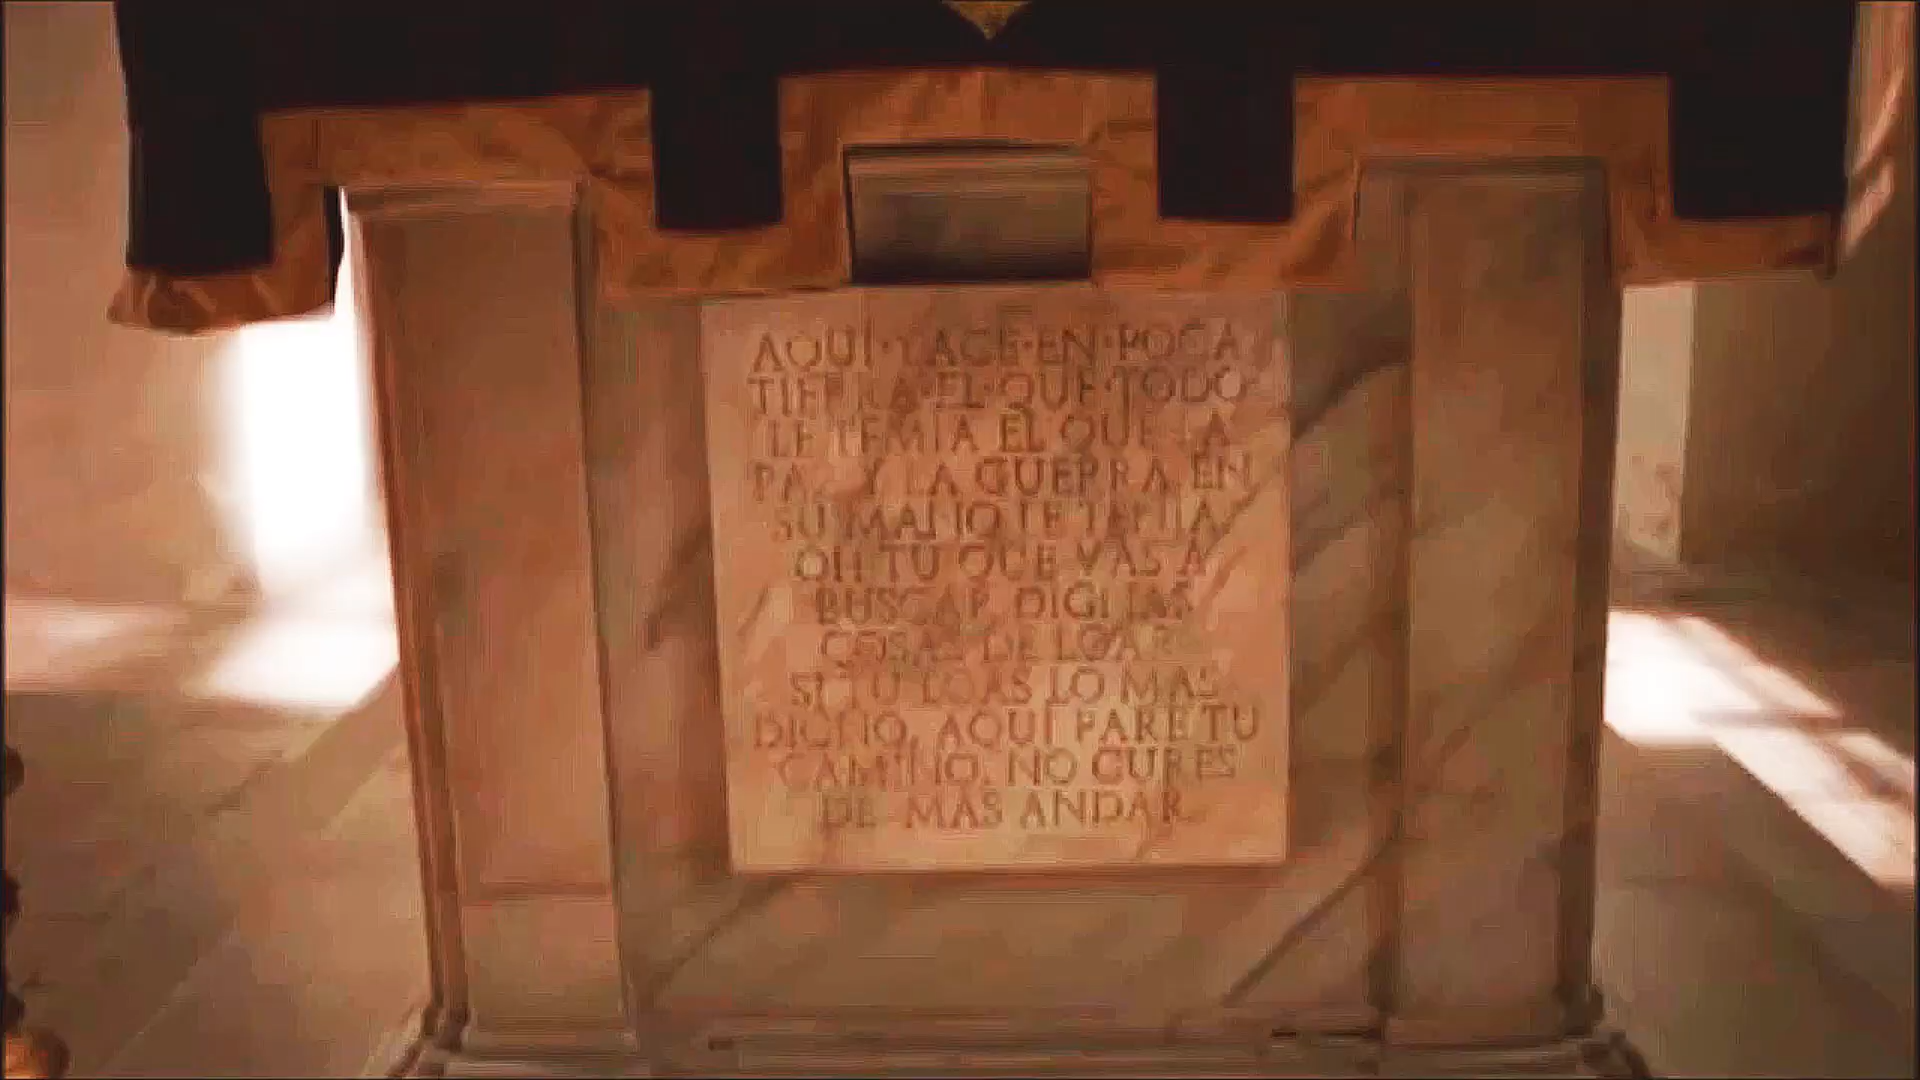 AQUÍ·YACE·EN·POCA
TIERRA·EL·QUE·TODO
LE TEMIA EL QUE LA
PAZ Y LA GUERRA EN
SU MANO LE TENIA
OH TU QUE VAS A
BUSCAR DIGNAS
COSAS DE LOAR
SI TU LOAS LO MAS
DIGNO, AQUÍ PARE TU
CAMINO. NO CURES
DE MAS ANDAR